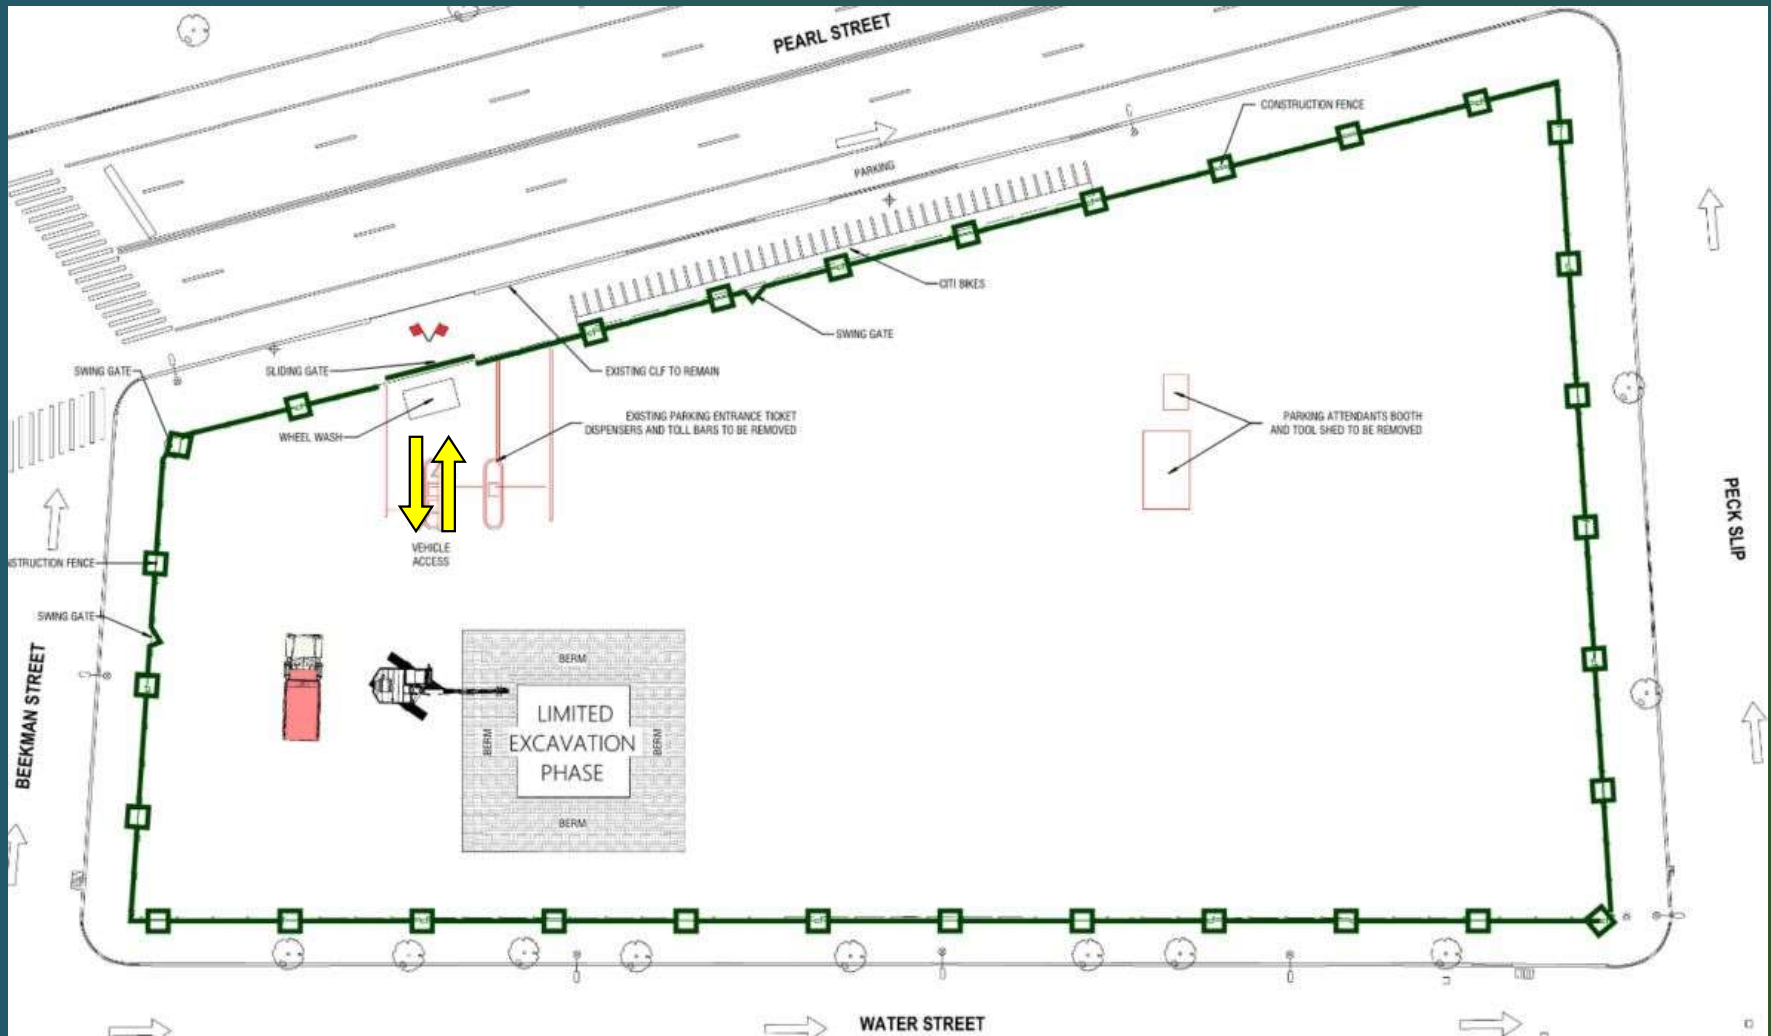 PEARL STREET
CONSTRUCTION FENCE
PARKING
CITI BIKES
SWING GATE
SWING GATE
SLIDING GATE
EXISTING CLF TO REMAIN
WHEEL WASH
EXISTING PARKING ENTRANCE TICKET
DISPENSERS AND TOLL BARS TO BE REMOVED
PARKING ATTENDANTS BOOTH
AND TOOL SHED TO BE REMOVED
VEHICLE
ACCESS
NSTRUCTION FENCE
SWING GATE
PECK SLIP
BEEKMAN STREET
BERM
BERM
LIMITED
EXCAVATION
PHASE
BERM
BERM
WATER STREET